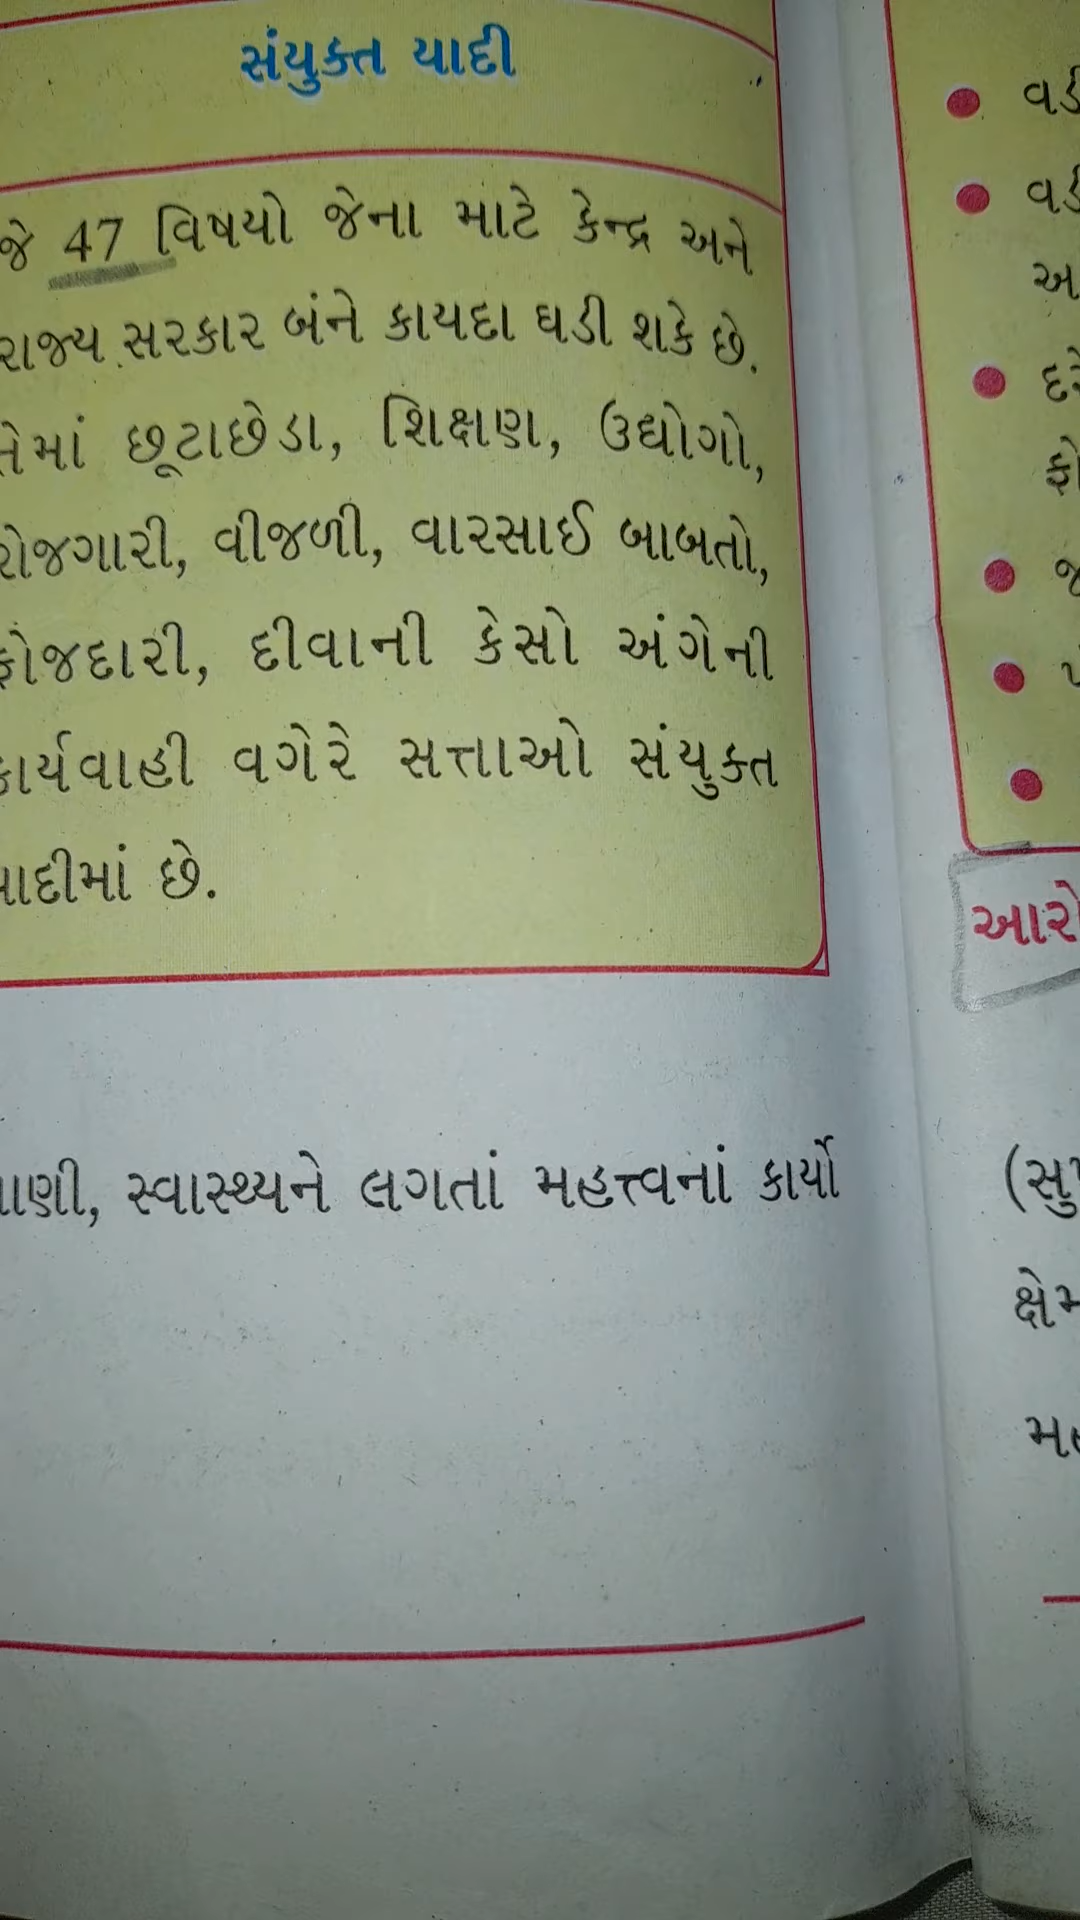 સંયુક્ત યાદી
જે 47 વિષયો જેના માટે કેન્દ્ર અને
રાજ્ય સરકાર બંને કાયદા ઘડી શકે છે.
તેમાં છૂટાછેડા, શિક્ષણ, ઉદ્યોગો,
રોજગારી, વીજળી, વારસાઈ બાબતો,
ફોજદારી, દીવાની કેસો અંગેની
કાર્યવાહી વગેરે સત્તાઓ સંયુક્ત
યાદીમાં છે.
સ્વાસ્થ્યને લગતાં મહત્ત્વનાં કાર્યો